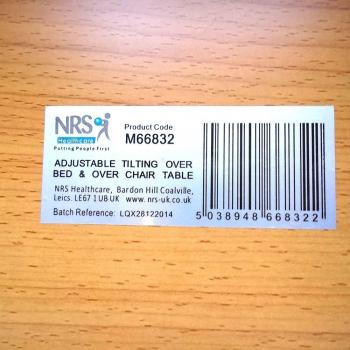 NRS
Healthcare
Putting People First
Product Code
M66832
ADJUSTABLE TILTING OVER
BED & OVER CHAIR TABLE
NRS Healthcare, Bardon Hill Coalville,
Leics. LE67 1UB UK www.nrs-uk.co.uk
Batch Reference: LQX28122014
5 038948 668322